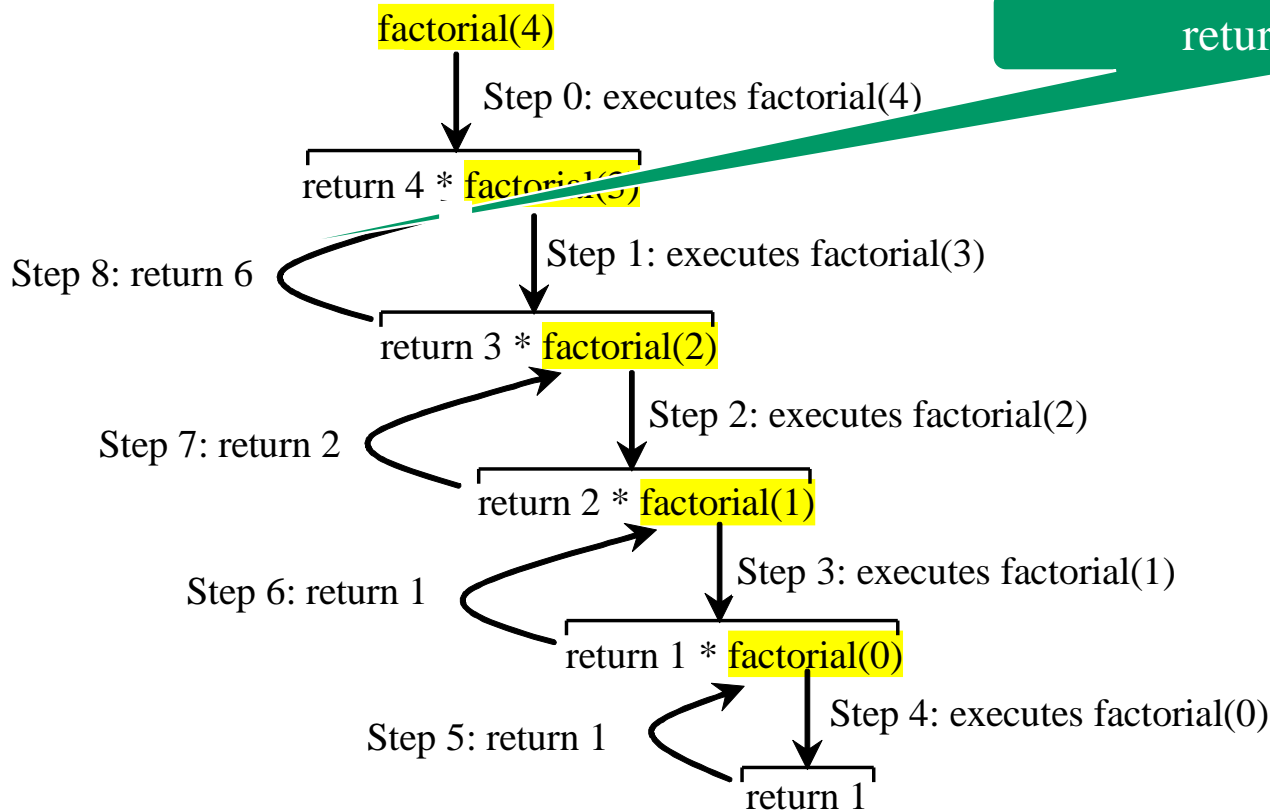 factorial(4)
Step 0: executes factorial(4)
return 4 * factorial(3)
Step 1: executes factorial(3)
Step 8: return 6
return 3 * factorial(2)
Step 2: executes factorial(2)
Step 7: return 2
return 2 * factorial(1)
Step 3: executes factorial(1)
Step 6: return 1
return 1 * factorial(0)
Step 4: executes factorial(0)
Step 5: return 1
return 1